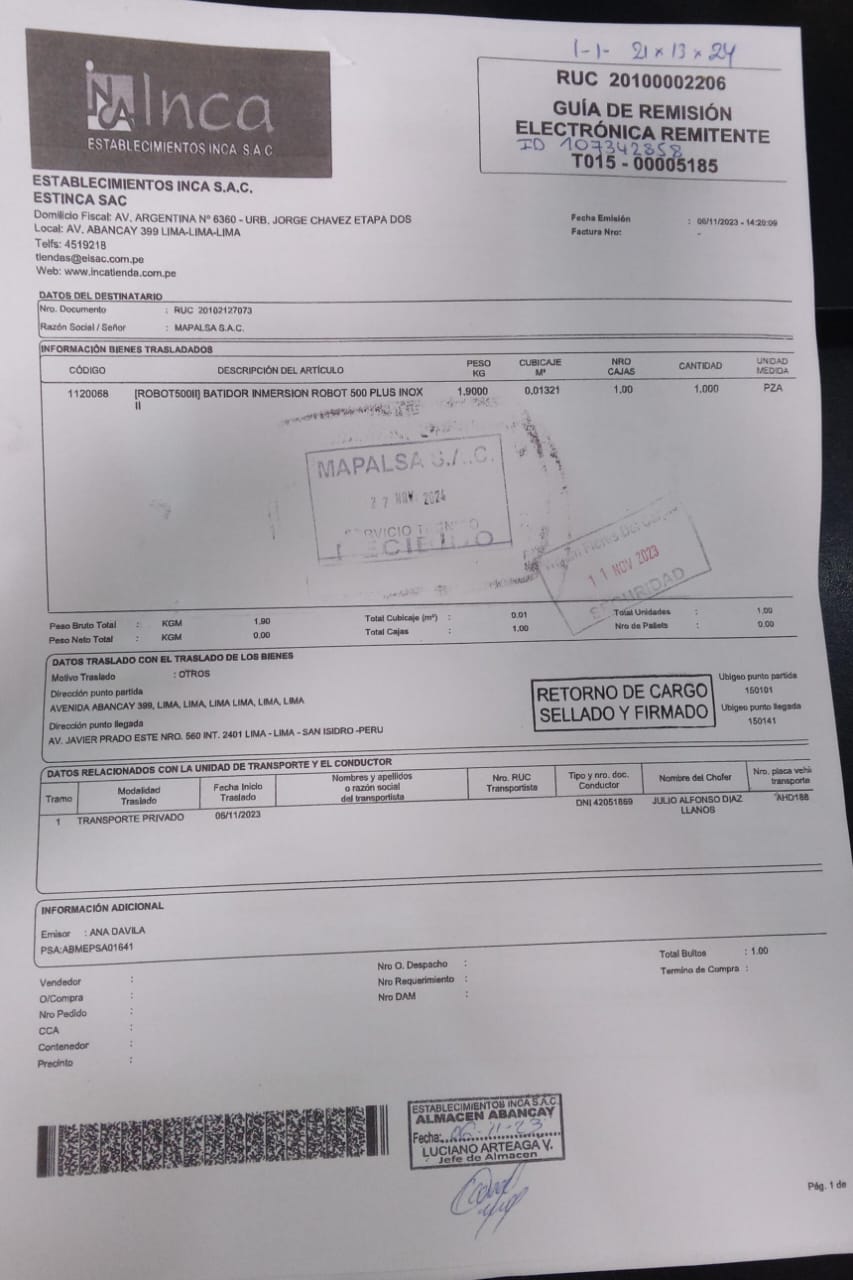 1-1- 21 x 13 x 24
INCA Inca
ESTABLECIMIENTOS INCA S.A.C
RUC 20100002206
GUÍA DE REMISIÓN
ELECTRÓNICA REMITENTE
ID 107342858
T015 - 00005185
ESTABLECIMIENTOS INCA S.A.C.
ESTINCA SAC
Domicilio Fiscal: AV. ARGENTINA Nº 6360 - URB. JORGE CHAVEZ ETAPA DOS
Local: AV. ABANCAY 399 LIMA-LIMA-LIMA
Telfs: 4519218
tiendas@eisac.com.pe
Web: www.incatienda.com.pe
Fecha Emisión : 06/11/2023 - 14:20:09
Factura Nro: -
DATOS DEL DESTINATARIO
Nro. Documento : RUC 20102127073
Razón Social / Señor : MAPALSA S.A.C.
INFORMACIÓN BIENES TRASLADADOS
CÓDIGO DESCRIPCIÓN DEL ARTÍCULO PESO KG CUBICAJE M³ NRO CAJAS CANTIDAD UNIDAD MEDIDA
1120068 [ROBOT500II] BATIDOR INMERSION ROBOT 500 PLUS INOX 1.9000 0.01321 1.00 1.000 PZA
II
MAPALSA S.A.C.
27 NOV 2024
SERVICIO TECNICO
RECIBIDO
11 NOV 2023
SEGURIDAD
Peso Bruto Total : KGM 1.90 Total Cubicaje (m³) : 0.01 Total Unidades : 1.00
Peso Neto Total : KGM 0.00 Total Cajas : 1.00 Nro de Pallets : 0.00
DATOS TRASLADO CON EL TRASLADO DE LOS BIENES
Motivo Traslado : OTROS
Dirección punto partida
AVENIDA ABANCAY 399, LIMA, LIMA, LIMA LIMA, LIMA, LIMA
Dirección punto llegada
AV. JAVIER PRADO ESTE NRO. 560 INT. 2401 LIMA - LIMA - SAN ISIDRO -PERU
RETORNO DE CARGO
SELLADO Y FIRMADO
Ubigeo punto partida
150101
Ubigeo punto llegada
150141
DATOS RELACIONADOS CON LA UNIDAD DE TRANSPORTE Y EL CONDUCTOR
Tramo Modalidad Traslado Fecha Inicio Traslado Nombres y apellidos o razón social del transportista Nro. RUC Transportista Tipo y nro. doc. Conductor Nombre del Chofer Nro. placa vehi transporte
1 TRANSPORTE PRIVADO 06/11/2023 DNI 42051869 JULIO ALFONSO DIAZ LLANOS AHD188
INFORMACIÓN ADICIONAL
Emisor : ANA DAVILA
PSA:ABMEPSA01641
Vendedor :
O/Compra :
Nro Pedido :
CCA :
Contenedor :
Precinto :
Nro O. Despacho :
Nro Requerimiento :
Nro DAM :
Total Bultos : 1.00
Termino de Compra :
ESTABLECIMIENTOS INCA S.A.C.
ALMACEN ABANCAY
Fecha: 06-11-23
LUCIANO ARTEAGA V.
Jefe de Almacen
Pág. 1 de